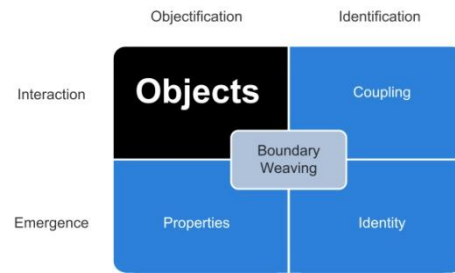 Objectification Identification
Interaction Objects Coupling
Boundary
Weaving
Emergence Properties Identity